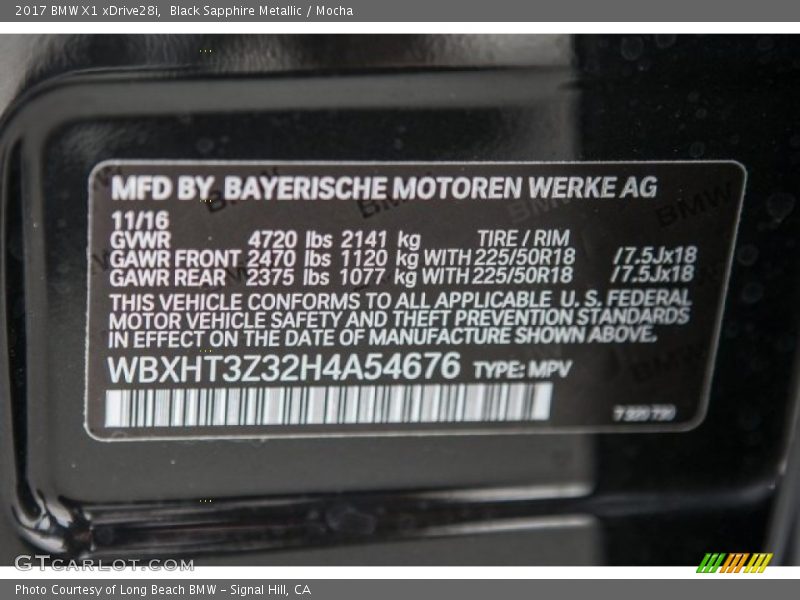 2017 BMW X1 xDrive28i,  Black Sapphire Metallic / Mocha
MFD BY BAYERISCHE MOTOREN WERKE AG
11/16
GVWR 4720 lbs 2141 kg TIRE / RIM
GAWR FRONT 2470 lbs 1120 kg WITH 225/50R18 /7.5Jx18
GAWR REAR 2375 lbs 1077 kg WITH 225/50R18 /7.5Jx18
THIS VEHICLE CONFORMS TO ALL APPLICABLE U.S. FEDERAL
MOTOR VEHICLE SAFETY AND THEFT PREVENTION STANDARDS
IN EFFECT ON THE DATE OF MANUFACTURE SHOWN ABOVE.
WBXHT3Z32H4A54676 TYPE: MPV
GTCARLOT.COM
Photo Courtesy of Long Beach BMW - Signal Hill, CA